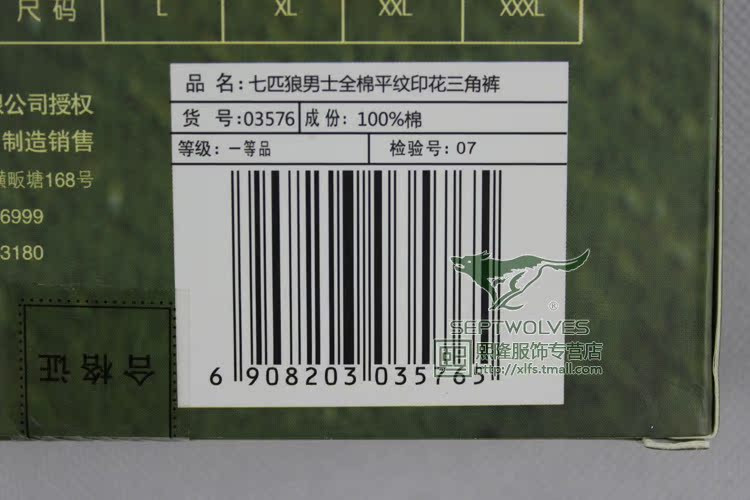 尺码 L XL XXL XXXL
限公司授权
制造销售
畈塘168号
6999
3180
品 名:七匹狼男士全棉平纹印花三角裤
货 号:03576 成 份: 100%棉
等级: 一等品 检验号: 07
6 908203 035765
SEPTWOLVES
熙隆服饰专营店
http://xlfs.tmall.com
合格证